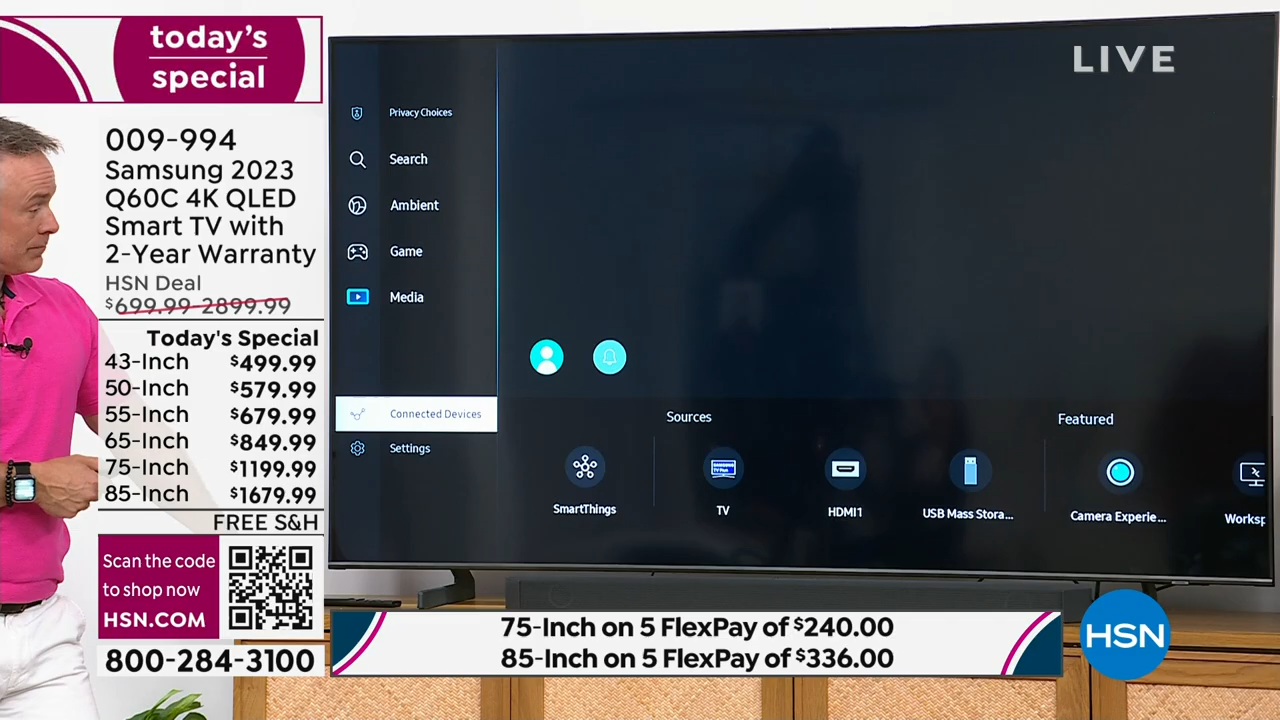 today's
special
009-994
Samsung 2023
Q60C 4K QLED
Smart TV with
2-Year Warranty
HSN Deal
$699.99-2899.99
Today's Special
43-Inch $499.99
50-Inch $579.99
55-Inch $679.99
65-Inch $849.99
75-Inch $1199.99
85-Inch $1679.99
FREE S&H
Scan the code
to shop now
HSN.COM
800-284-3100
LIVE
Privacy Choices
Search
Ambient
Game
Media
Connected Devices
Settings
Sources
Featured
SmartThings
TV
HDMI1
USB Mass Stora...
Camera Experie...
Worksp
75-Inch on 5 FlexPay of $240.00
85-Inch on 5 FlexPay of $336.00
HSN